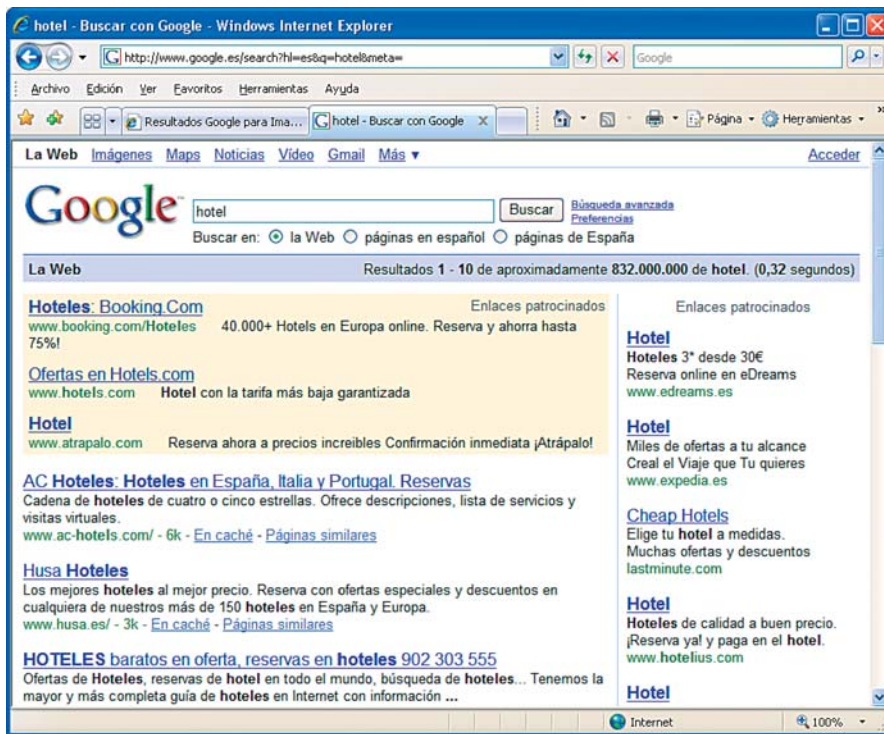 hotel - Buscar con Google - Windows Internet Explorer
http://www.google.es/search?hl=es&q=hotel&meta=
Google
Archivo Edición Ver Favoritos Herramientas Ayuda
Resultados Google para Ima... hotel - Buscar con Google Página Herramientas
La Web Imágenes Maps Noticias Vídeo Gmail Más ▼ Acceder
Google™ hotel Buscar Búsqueda avanzada
Preferencias
Buscar en: la Web páginas en español páginas de España
La Web Resultados 1 - 10 de aproximadamente 832.000.000 de hotel. (0,32 segundos)
Hoteles: Booking.Com Enlaces patrocinados
www.booking.com/Hoteles 40.000+ Hotels en Europa online. Reserva y ahorra hasta
75%!
Ofertas en Hotels.com
www.hotels.com Hotel con la tarifa más baja garantizada
Hotel
www.atrapalo.com Reserva ahora a precios increibles Confirmación inmediata ¡Atrápalo!
AC Hoteles: Hoteles en España, Italia y Portugal. Reservas
Cadena de hoteles de cuatro o cinco estrellas. Ofrece descripciones, lista de servicios y
visitas virtuales.
www.ac-hotels.com/ - 6k - En caché - Páginas similares
Husa Hoteles
Los mejores hoteles al mejor precio. Reserva con ofertas especiales y descuentos en
cualquiera de nuestros más de 150 hoteles en España y Europa.
www.husa.es/ - 3k - En caché - Páginas similares
HOTELES baratos en oferta, reservas en hoteles 902 303 555
Ofertas de Hoteles, reservas de hotel en todo el mundo, búsqueda de hoteles... Tenemos la
mayor y más completa guía de hoteles en Internet con información ...
Enlaces patrocinados
Hotel
Hoteles 3* desde 30€
Reserva online en eDreams
www.edreams.es
Hotel
Miles de ofertas a tu alcance
Creal el Viaje que Tu quieres
www.expedia.es
Cheap Hotels
Elige tu hotel a medidas.
Muchas ofertas y descuentos
lastminute.com
Hotel
Hoteles de calidad a buen precio.
¡Reserva ya! y paga en el hotel.
www.hotelius.com
Hotel
Internet 100%